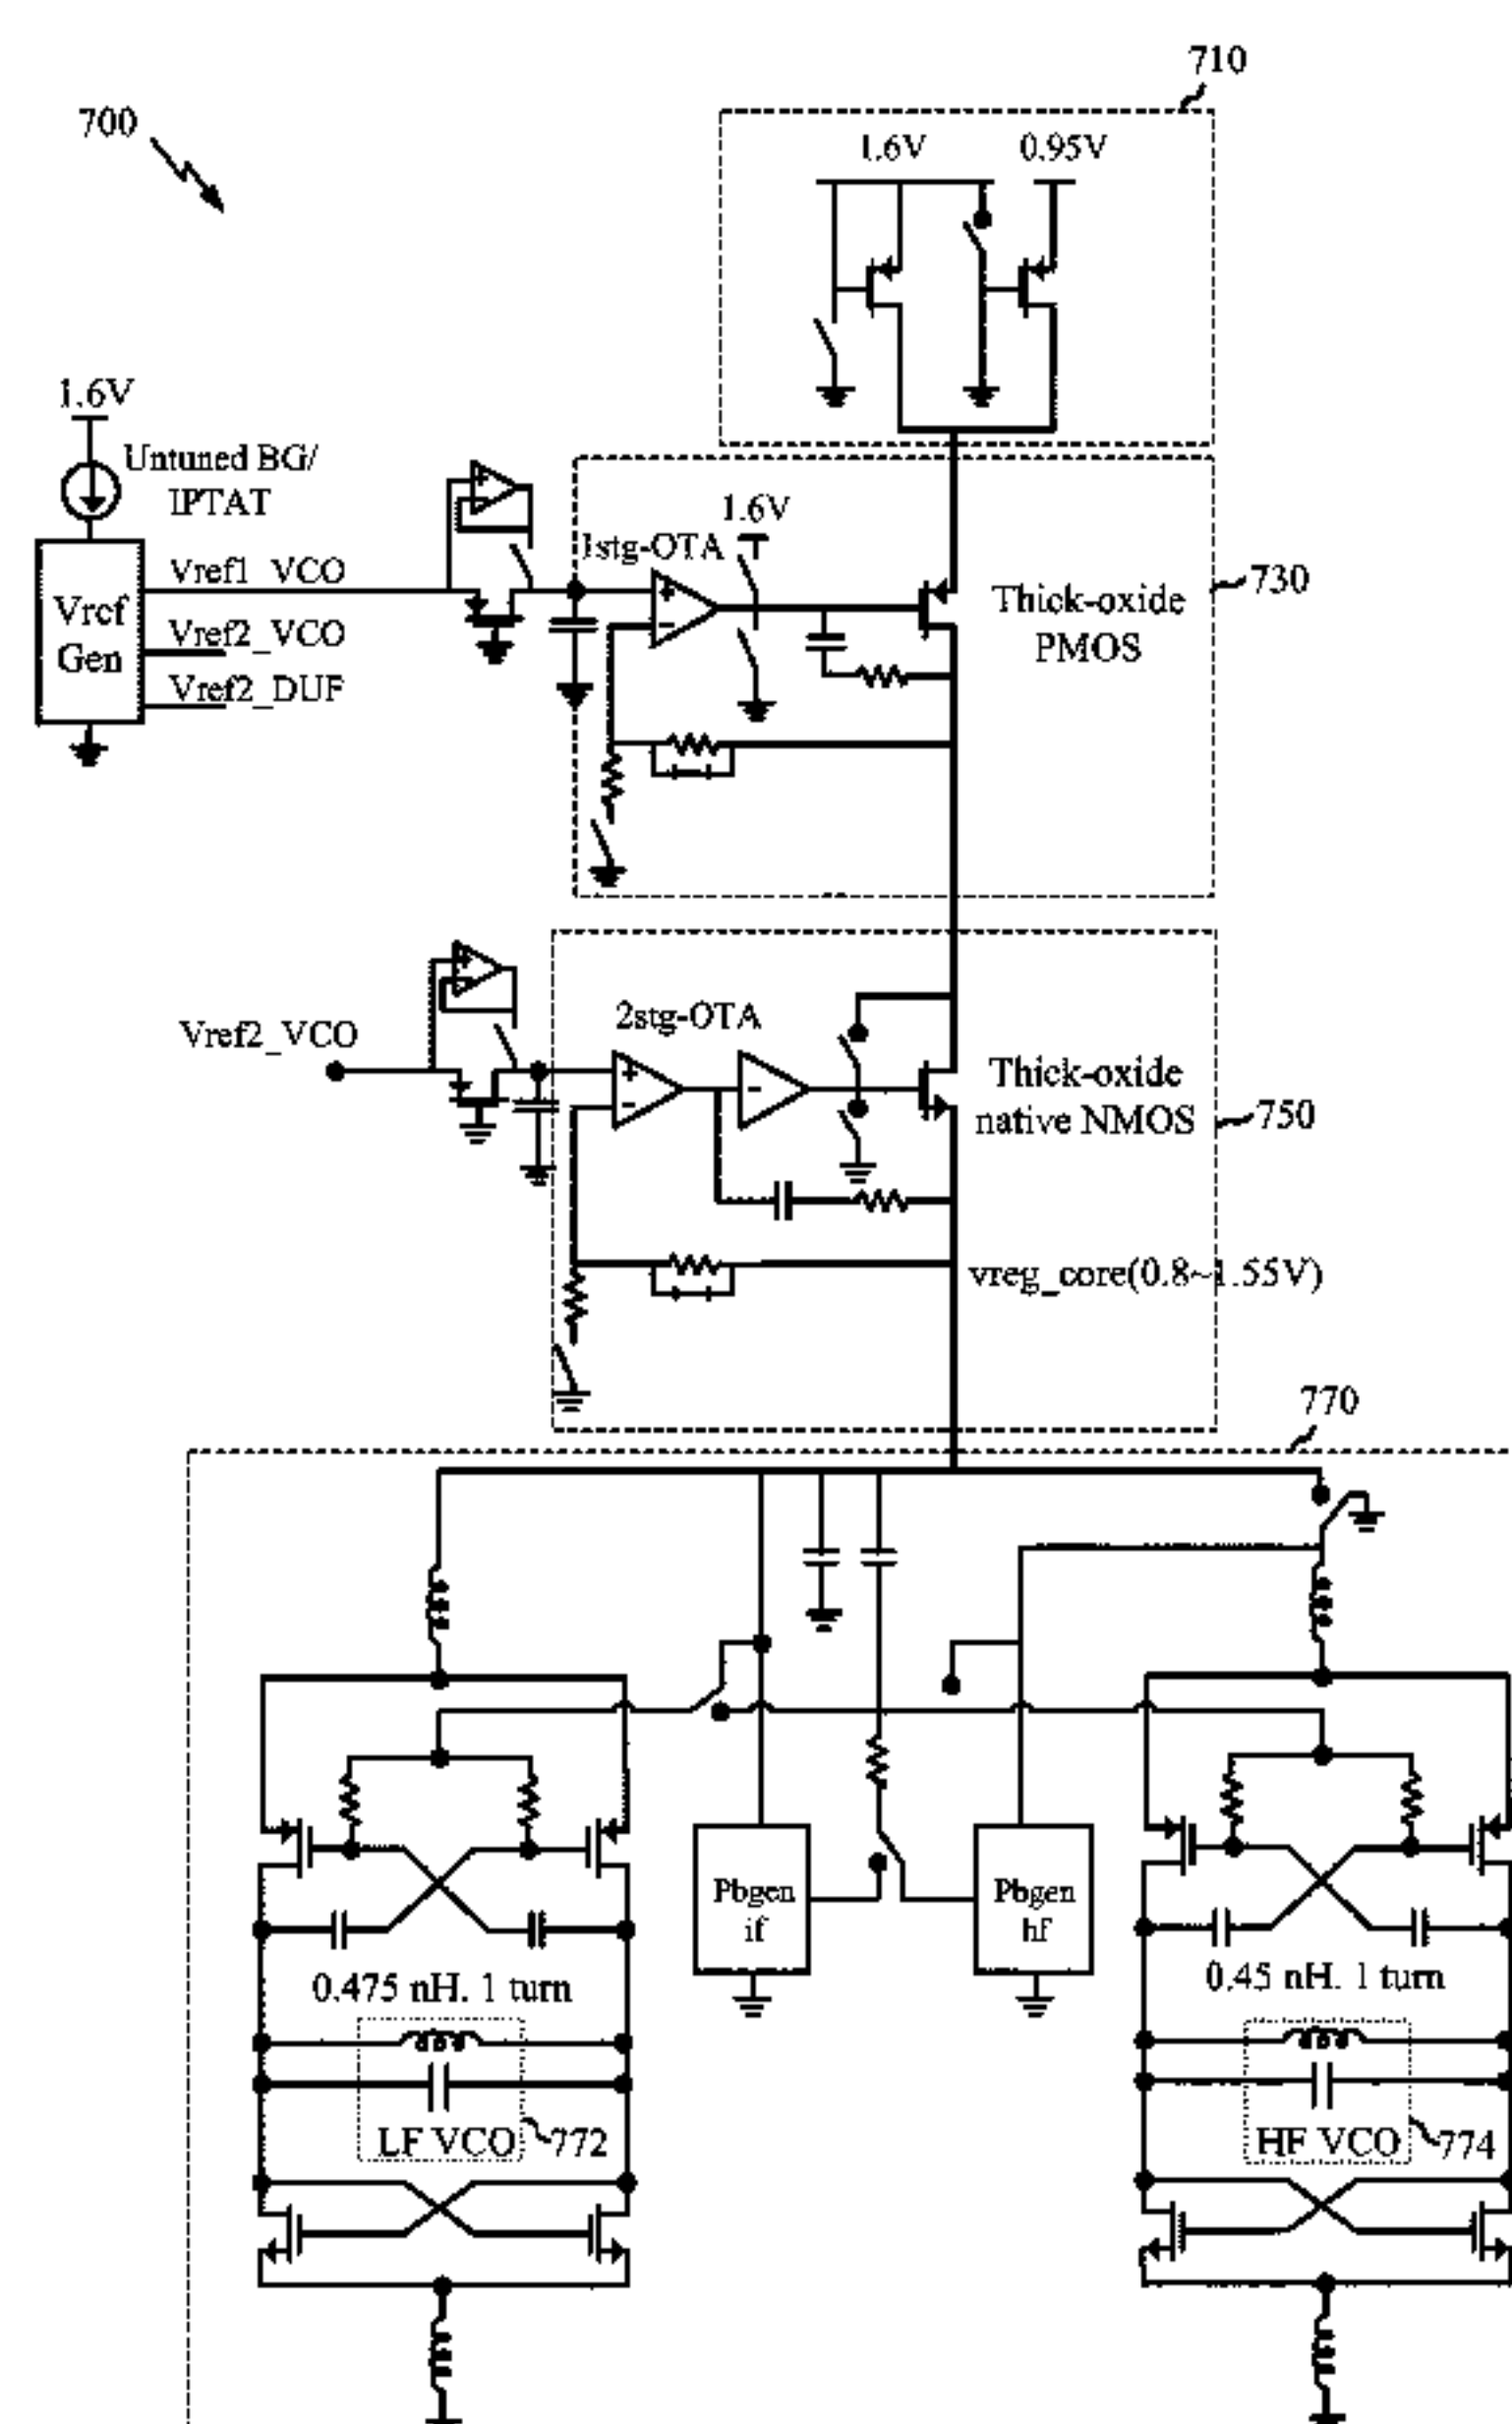 710
700
1.6V
0.95V
1.6V
Untuned BG/
IPTAT
1stg-OTA
1.6V
Vref1_VCO
Vref
Gen
Vref2_VCO
Vref2_DUF
Thick-oxide
PMOS
730
Vref2_VCO
2stg-OTA
Thick-oxide
native NMOS
750
vreg_core(0.8~1.55V)
770
Pbgen
if
Pbgen
hf
0.475 nH. 1 turn
0.45 nH. 1 turn
LF VCO
772
HF VCO
774